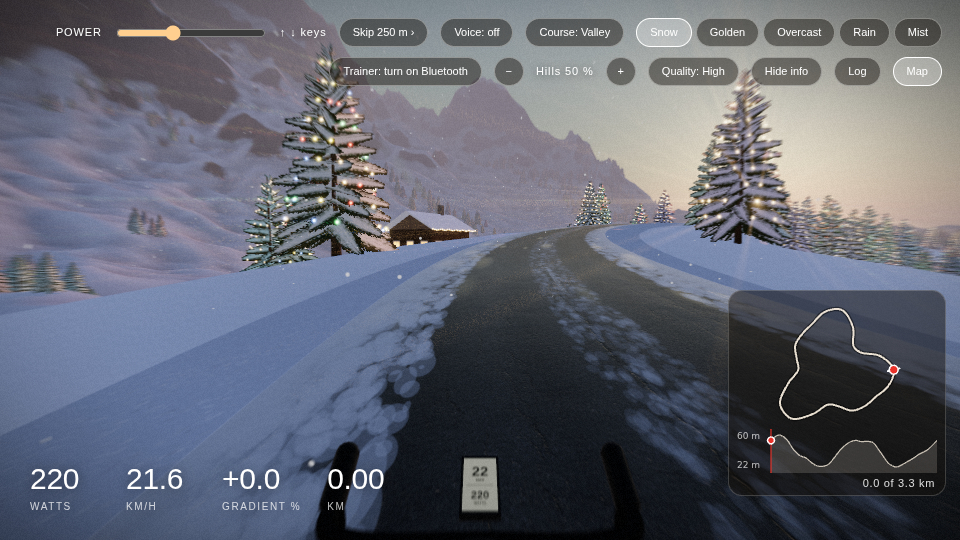 POWER ↑ ↓ keys Skip 250 m › Voice: off Course: Valley Snow Golden Overcast Rain Mist
Trainer: turn on Bluetooth − Hills 50 % + Quality: High Hide info Log Map
60 m
22 m
0.0 of 3.3 km
220 21.6 +0.0 0.00
WATTS KM/H GRADIENT % KM
22
220